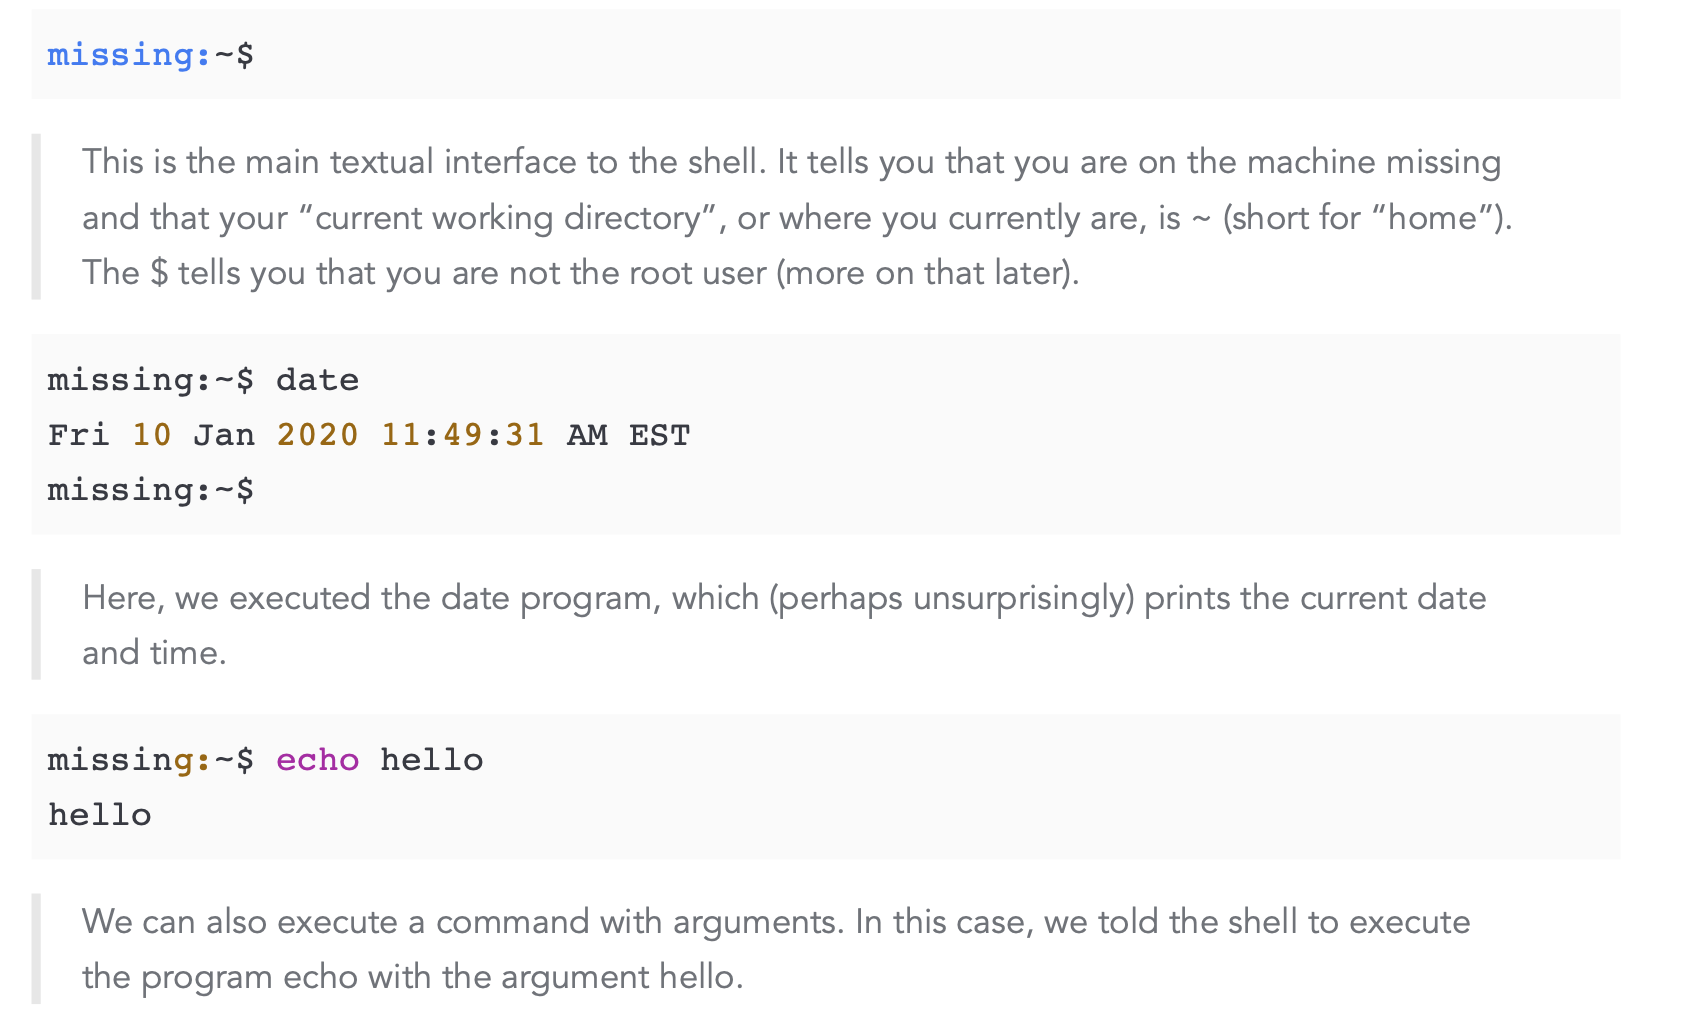 missing:~$
This is the main textual interface to the shell. It tells you that you are on the machine missing
and that your “current working directory”, or where you currently are, is ~ (short for “home”).
The $ tells you that you are not the root user (more on that later).
missing:~$ date
Fri 10 Jan 2020 11:49:31 AM EST
missing:~$
Here, we executed the date program, which (perhaps unsurprisingly) prints the current date
and time.
missing:~$ echo hello
hello
We can also execute a command with arguments. In this case, we told the shell to execute
the program echo with the argument hello.